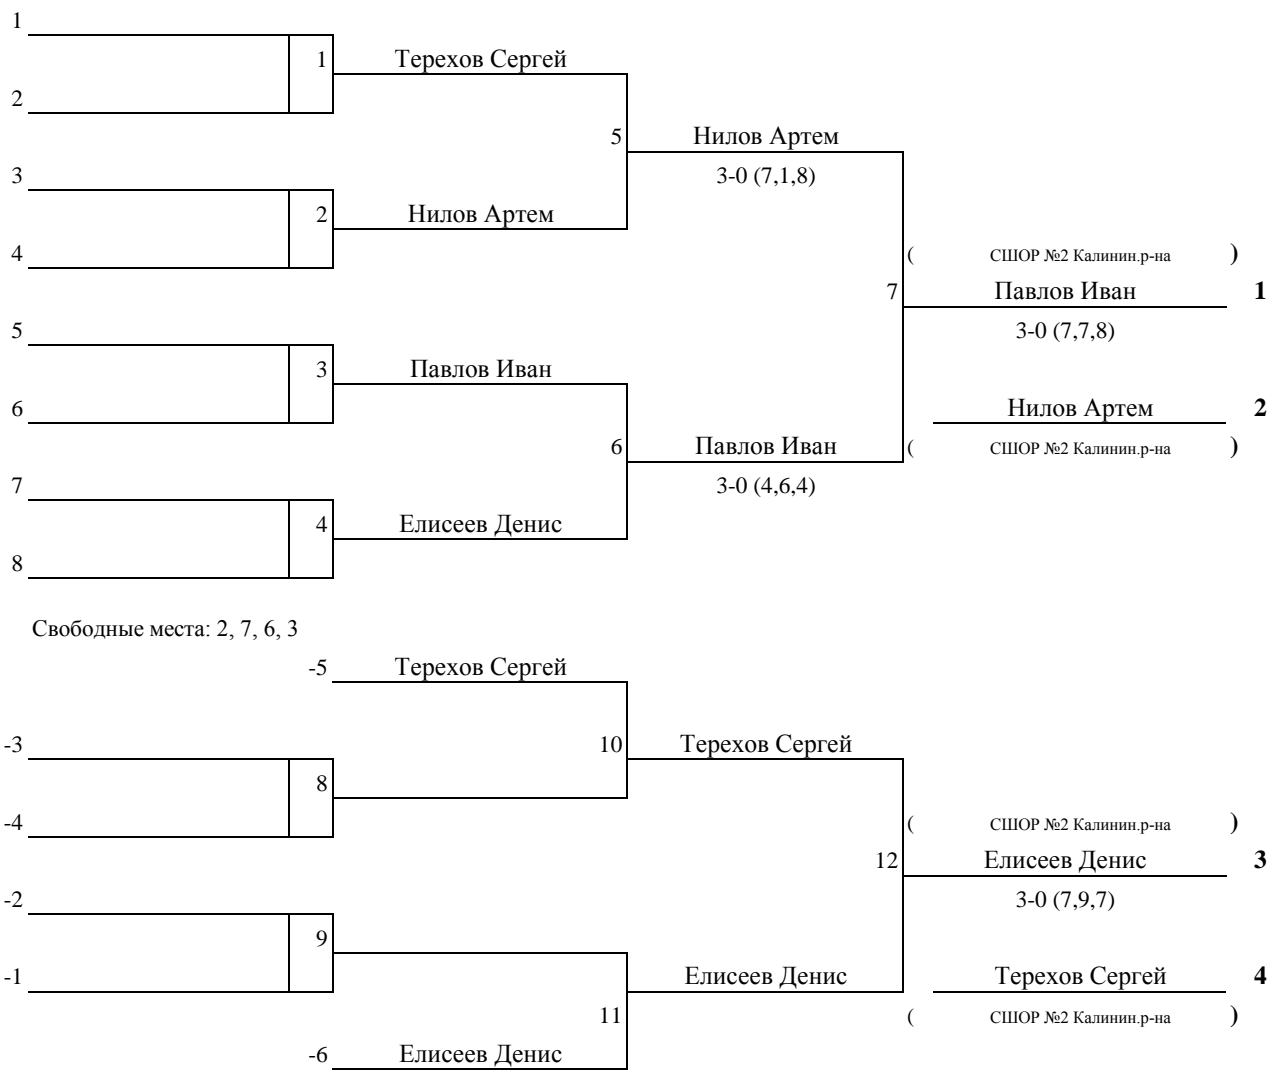 1
1 Терехов Сергей
2
5 Нилов Артем
3 3-0 (7,1,8)
2 Нилов Артем
4 ( СШОР №2 Калинин.р-на )
7 Павлов Иван 1
5 3-0 (7,7,8)
3 Павлов Иван
6 Нилов Артем 2
6 Павлов Иван ( СШОР №2 Калинин.р-на )
7 3-0 (4,6,4)
4 Елисеев Денис
8
Свободные места: 2, 7, 6, 3
-5 Терехов Сергей
-3 10 Терехов Сергей
8
-4 ( СШОР №2 Калинин.р-на )
12 Елисеев Денис 3
-2 3-0 (7,9,7)
9
-1 Елисеев Денис Терехов Сергей 4
11 ( СШОР №2 Калинин.р-на )
-6 Елисеев Денис